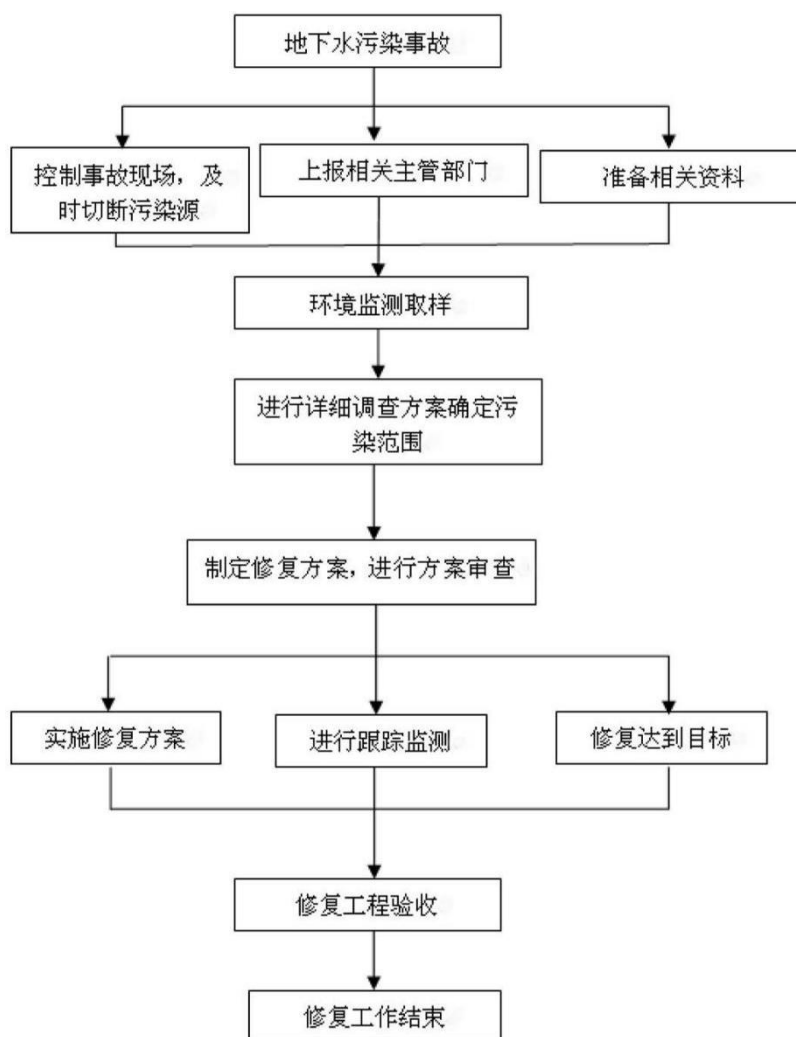 地下水污染事故
控制事故现场，及
时切断污染源
上报相关主管部门
准备相关资料
环境监测取样
进行详细调查方案确定污
染范围
制定修复方案，进行方案审查
实施修复方案
进行跟踪监测
修复达到目标
修复工程验收
修复工作结束